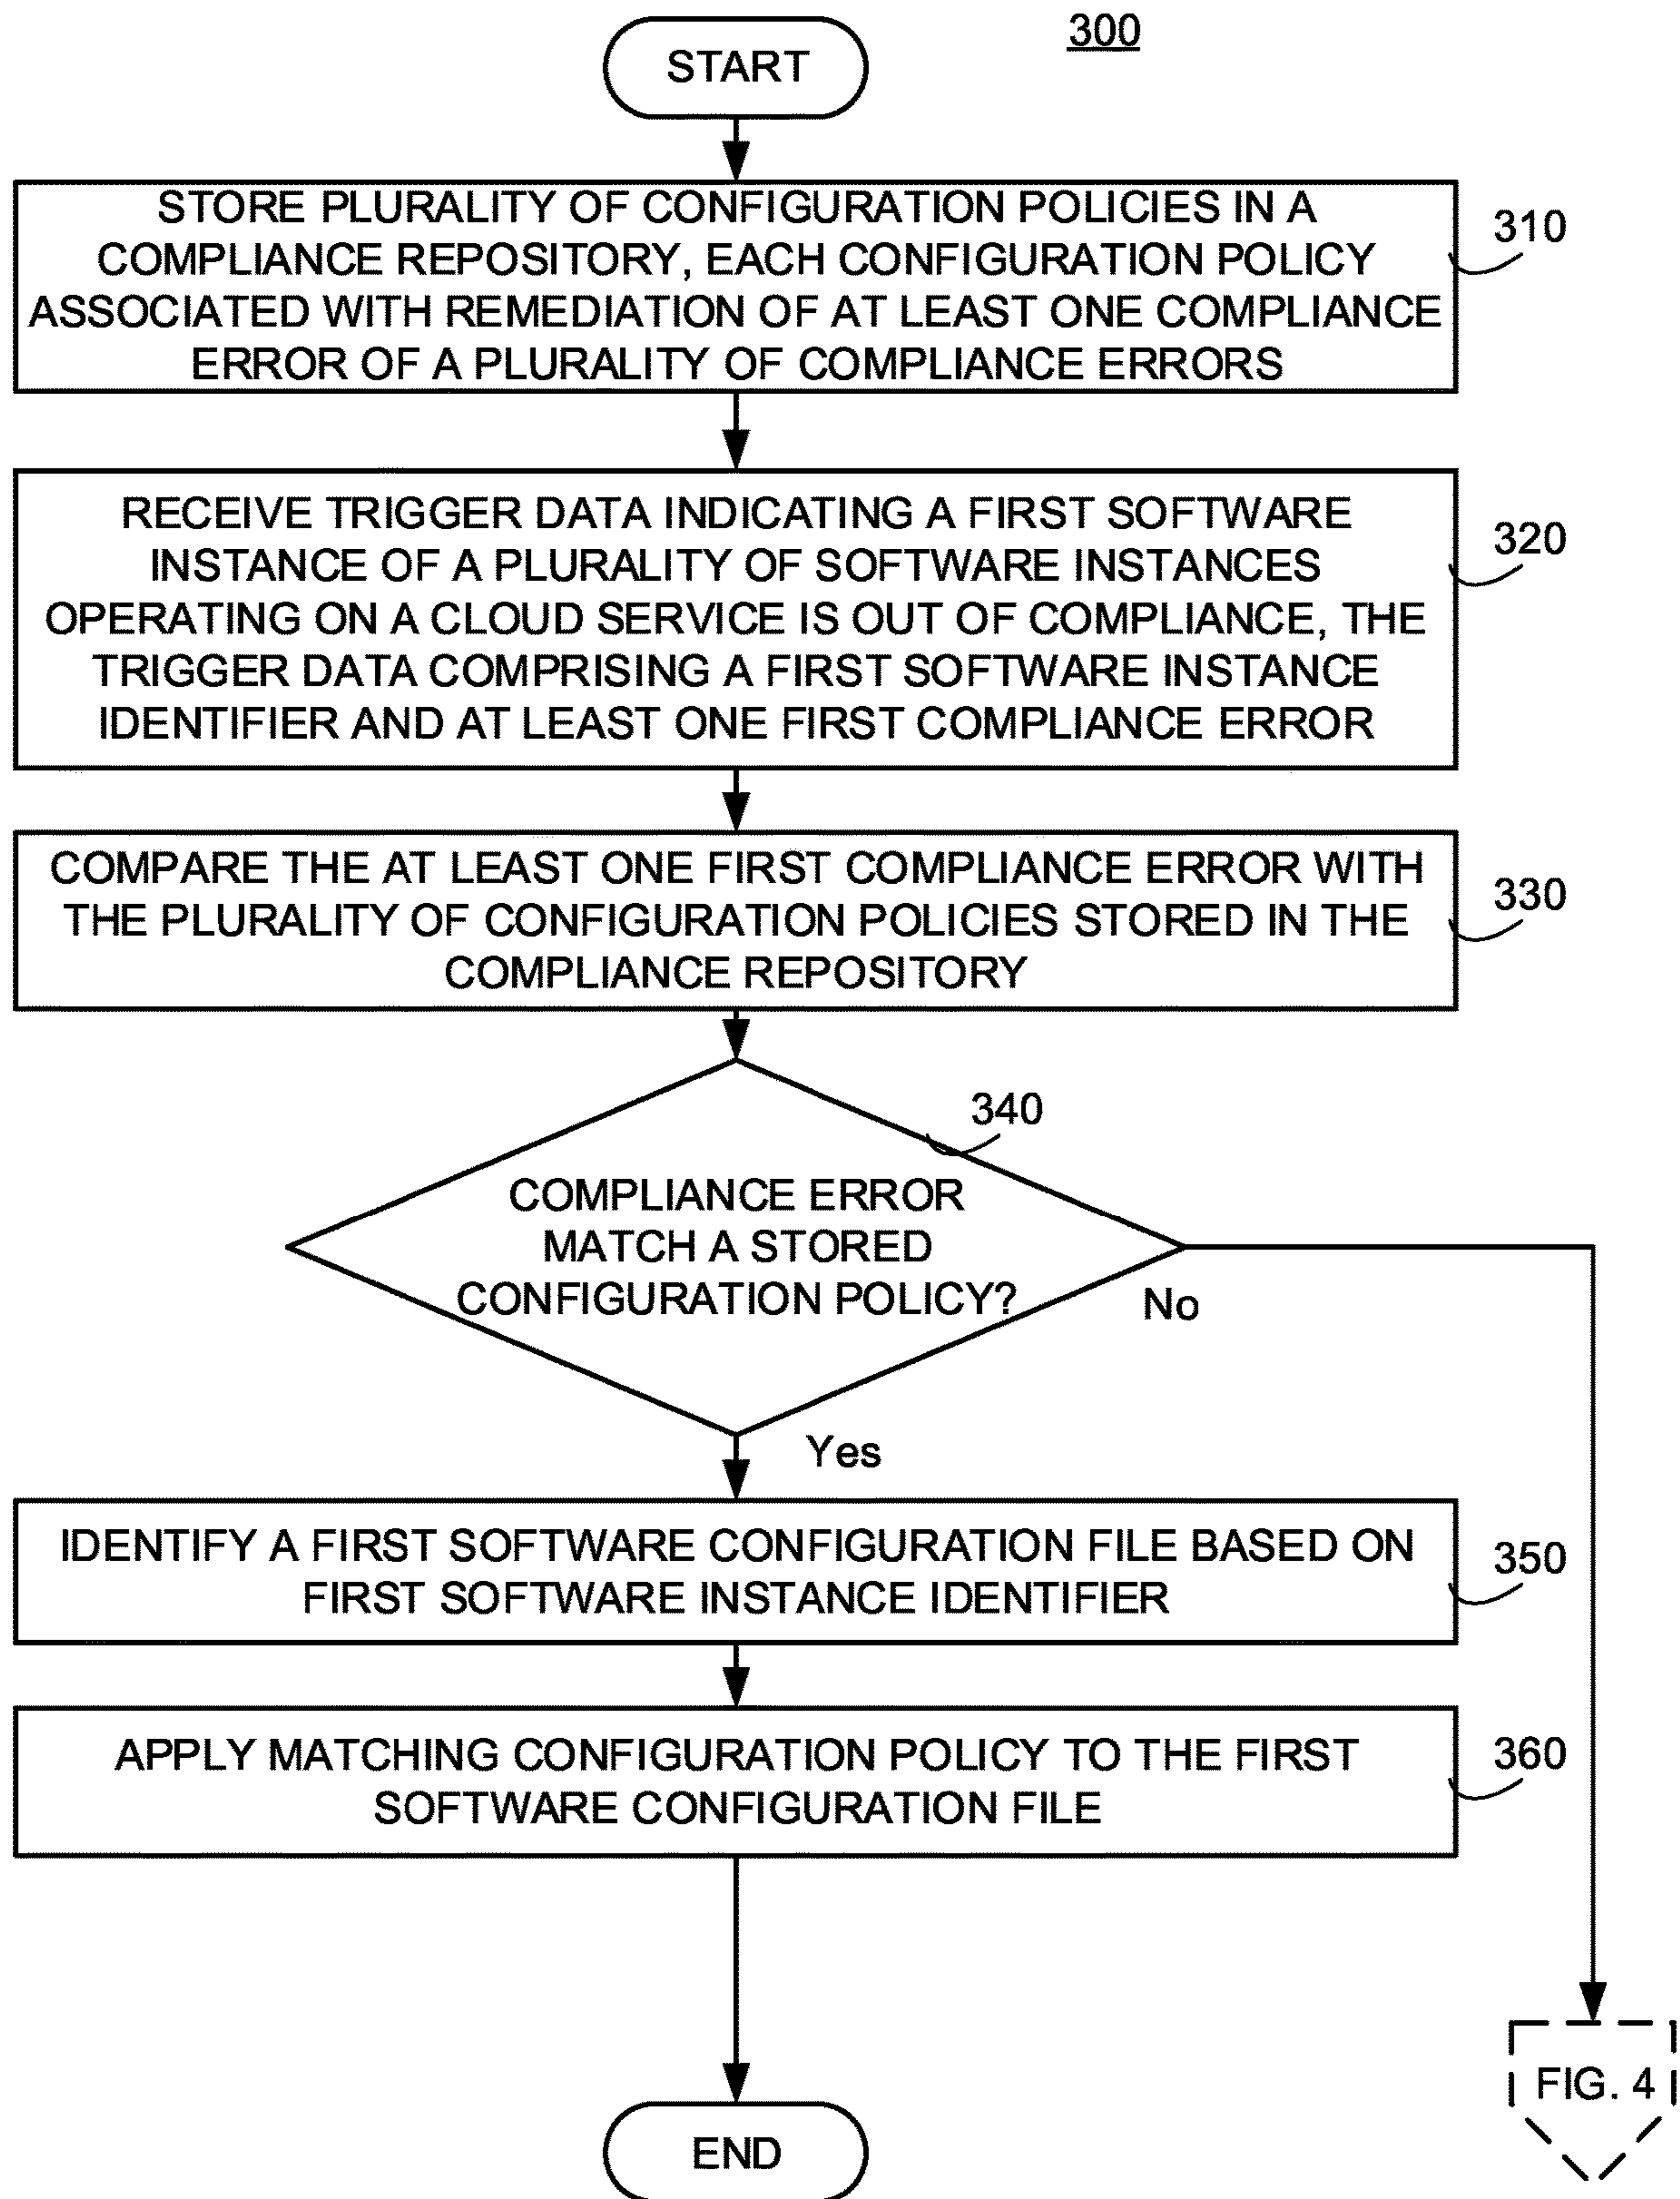 300
START
STORE PLURALITY OF CONFIGURATION POLICIES IN A
COMPLIANCE REPOSITORY, EACH CONFIGURATION POLICY
ASSOCIATED WITH REMEDIATION OF AT LEAST ONE COMPLIANCE
ERROR OF A PLURALITY OF COMPLIANCE ERRORS
310
RECEIVE TRIGGER DATA INDICATING A FIRST SOFTWARE
INSTANCE OF A PLURALITY OF SOFTWARE INSTANCES
OPERATING ON A CLOUD SERVICE IS OUT OF COMPLIANCE, THE
TRIGGER DATA COMPRISING A FIRST SOFTWARE INSTANCE
IDENTIFIER AND AT LEAST ONE FIRST COMPLIANCE ERROR
320
COMPARE THE AT LEAST ONE FIRST COMPLIANCE ERROR WITH
THE PLURALITY OF CONFIGURATION POLICIES STORED IN THE
COMPLIANCE REPOSITORY
330
340
COMPLIANCE ERROR
MATCH A STORED
CONFIGURATION POLICY?
No
Yes
IDENTIFY A FIRST SOFTWARE CONFIGURATION FILE BASED ON
FIRST SOFTWARE INSTANCE IDENTIFIER
350
APPLY MATCHING CONFIGURATION POLICY TO THE FIRST
SOFTWARE CONFIGURATION FILE
360
FIG. 4
END